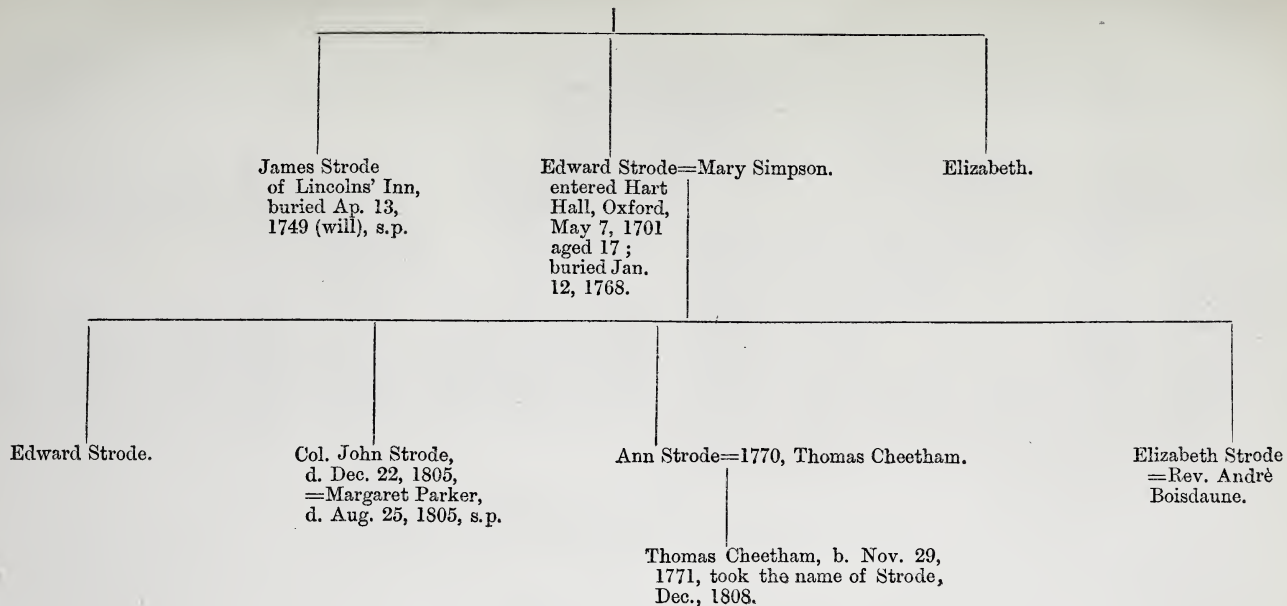 James Strode
of Lincolns' Inn,
buried Ap. 13,
1749 (will), s.p.
Edward Strode=Mary Simpson.
entered Hart
Hall, Oxford,
May 7, 1701
aged 17 ;
buried Jan.
12, 1768.
Elizabeth.
Edward Strode.
Col. John Strode,
d. Dec. 22, 1805,
=Margaret Parker,
d. Aug. 25, 1805, s.p.
Ann Strode=1770, Thomas Cheetham.
Elizabeth Strode
=Rev. Andrè
Boisdaune.
Thomas Cheetham, b. Nov. 29,
1771, took the name of Strode,
Dec., 1808.